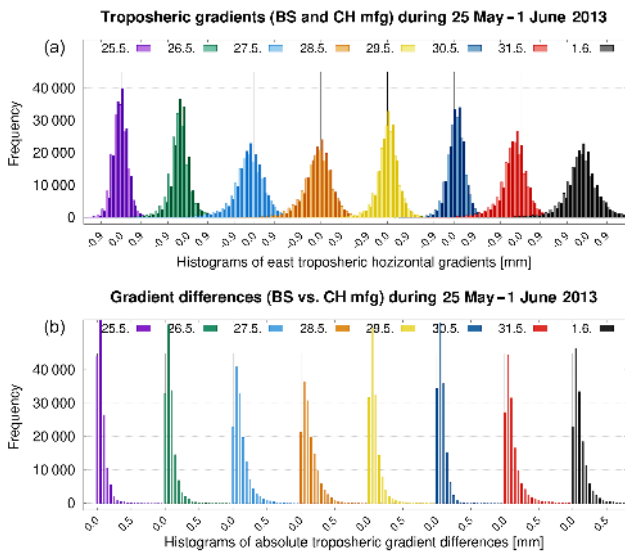 Tropospheric gradients (BS and CH mfg) during 25 May – 1 June 2013
(a) 25.5. 26.5. 27.5. 28.5. 29.5. 30.5. 31.5. 1.6.
40 000
30 000
20 000
10 000
0
Frequency
-0.9 0.0 0.9 -0.9 0.0 0.9 -0.9 0.0 0.9 -0.9 0.0 0.9 -0.9 0.0 0.9 -0.9 0.0 0.9 -0.9 0.0 0.9 -0.9 0.0 0.9
Histograms of east troposheric hozizontal gradients [mm]
Gradient differences (BS vs. CH mfg) during 25 May – 1 June 2013
(b) 25.5. 26.5. 27.5. 28.5. 29.5. 30.5. 31.5. 1.6.
40 000
30 000
20 000
10 000
0
Frequency
0.0 0.5 0.0 0.5 0.0 0.5 0.0 0.5 0.0 0.5 0.0 0.5 0.0 0.5 0.0 0.5
Histograms of absolute troposheric gradient differences [mm]